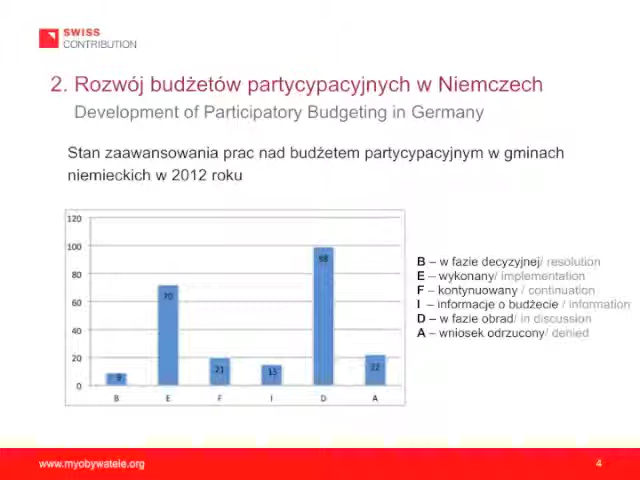 SWISS
CONTRIBUTION
2. Rozwój budżetów partycypacyjnych w Niemczech
Development of Participatory Budgeting in Germany
Stan zaawansowania prac nad budżetem partycypacyjnym w gminach
niemieckich w 2012 roku
120
100
80
60
40
20
0
9
70
21
15
98
22
B E F I D A
B – w fazie decyzyjnej/ resolution
E – wykonany/ implementation
F – kontynuowany / continuation
I – informacje o budżecie / information
D – w fazie obrad/ in discussion
A – wniosek odrzucony/ denied
www.myobywatele.org
4